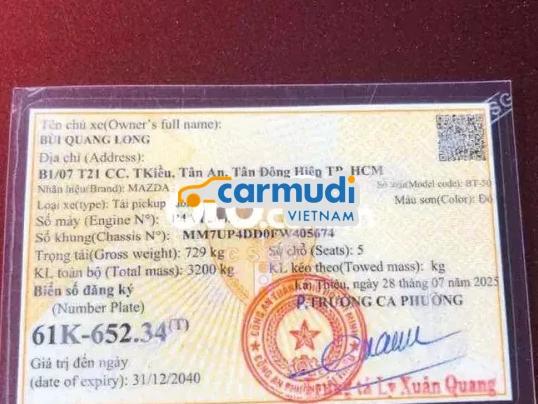 Tên chủ xe(Owner's full name):
BÙI QUANG LONG
Địa chỉ (Address):
B1/07 T21 CC. TKiều, Tân An, Tân Đông Hiệp TP. HCM
Nhãn hiệu(Brand): MAZDA
Số loại(Model code): BT-50
Loại xe(type): Tải pickup
Màu sơn(Color): Đỏ
carmudi
VIETNAM
Số máy (Engine N
Số khung(Chassis N°) MM7UP4DD0FW405674
Trọng tải(Gross weight): 729 kg
Số chỗ (Seats): 5
KL toàn bộ (Total mass): 3200 kg
KL kéo theo(Towed mass): kg
Biển số đăng ký
(Number Plate)
Lái Thiêu, ngày 28 tháng 07 năm 2025
P.TRƯỞNG CA PHƯỜNG
61K-652.34(T)
Giá trị đến ngày
(date of expiry): 31/12/2040
Lý Xuân Quang